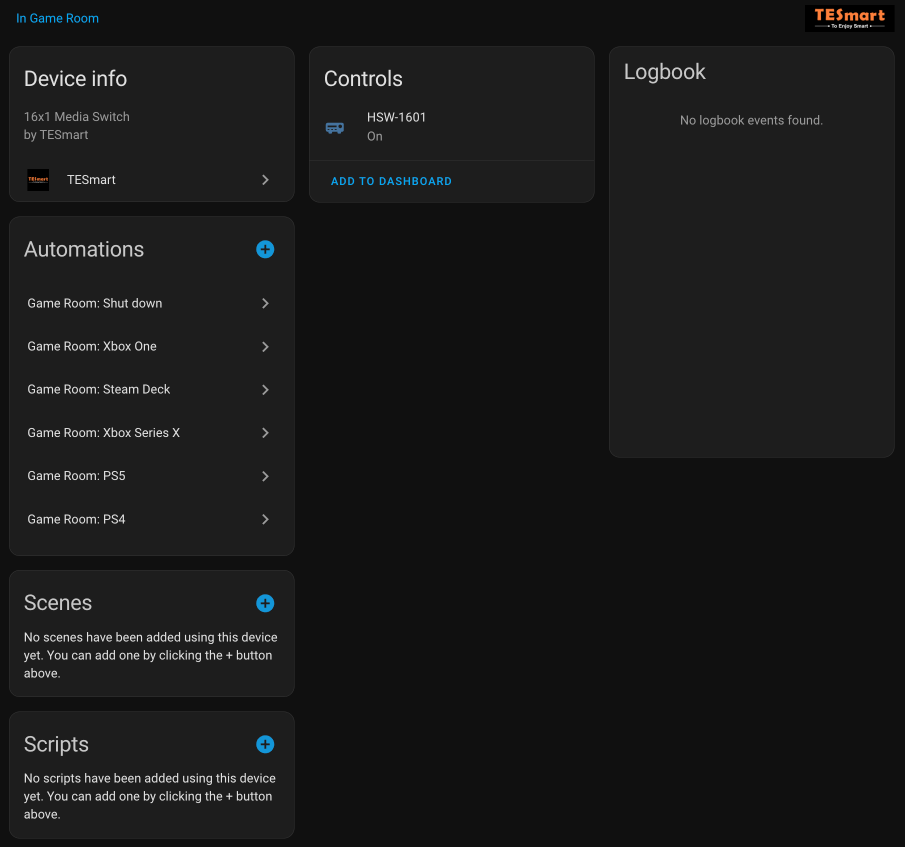 In Game Room
TESmart
To Enjoy Smart
Device info
16x1 Media Switch
by TESmart
TESmart
TESmart
Automations
Game Room: Shut down
Game Room: Xbox One
Game Room: Steam Deck
Game Room: Xbox Series X
Game Room: PS5
Game Room: PS4
Scenes
No scenes have been added using this device
yet. You can add one by clicking the + button
above.
Scripts
No scripts have been added using this device
yet. You can add one by clicking the + button
above.
Controls
HSW-1601
On
ADD TO DASHBOARD
Logbook
No logbook events found.